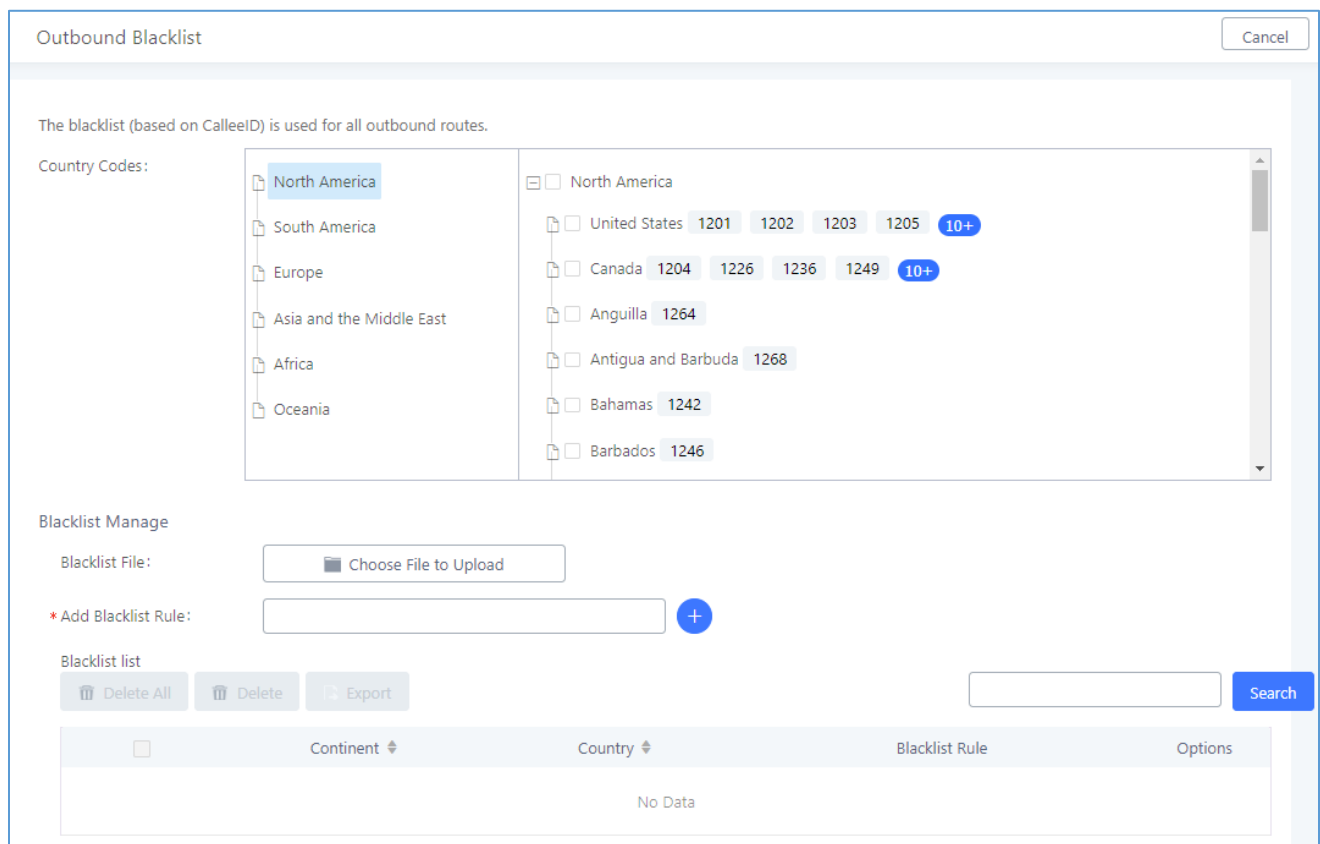 Outbound Blacklist
Cancel
The blacklist (based on CalleeID) is used for all outbound routes.
Country Codes:
North America
South America
Europe
Asia and the Middle East
Africa
Oceania
North America
United States 1201 1202 1203 1205 10+
Canada 1204 1226 1236 1249 10+
Anguilla 1264
Antigua and Barbuda 1268
Bahamas 1242
Barbados 1246
Blacklist Manage
Blacklist File:
Choose File to Upload
* Add Blacklist Rule:
+
Blacklist list
Delete All Delete Export
Search
Continent Country Blacklist Rule Options
No Data